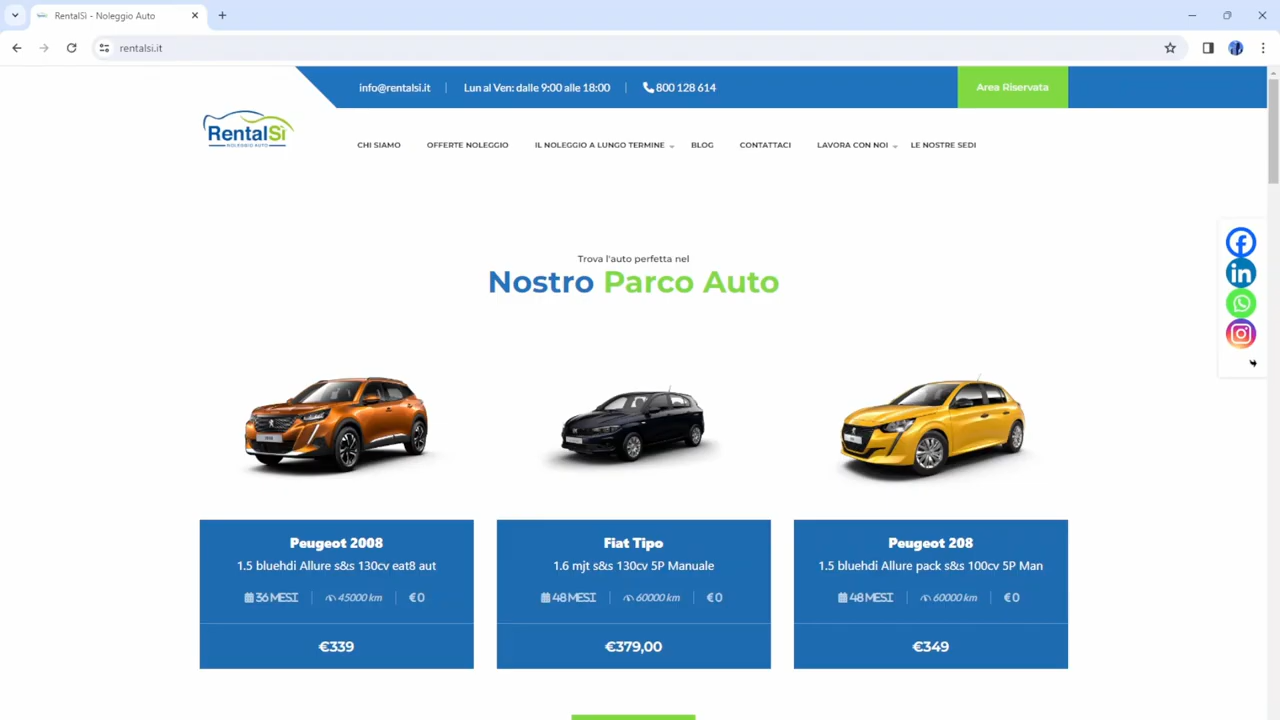 RentalSì - Noleggio Auto
rentalsi.it
info@rentalsi.it
Lun al Ven: dalle 9:00 alle 18:00
800 128 614
Area Riservata
RentalSì
NOLEGGIO AUTO
CHI SIAMO
OFFERTE NOLEGGIO
IL NOLEGGIO A LUNGO TERMINE
BLOG
CONTATTACI
LAVORA CON NOI
LE NOSTRE SEDI
Trova l'auto perfetta nel
Nostro Parco Auto
Peugeot 2008
1.5 bluehdi Allure s&s 130cv eat8 aut
36 MESI
45000 km
€ 0
€339
Fiat Tipo
1.6 mjt s&s 130cv 5P Manuale
48 MESI
60000 km
€ 0
€379,00
Peugeot 208
1.5 bluehdi Allure pack s&s 100cv 5P Man
48 MESI
60000 km
€ 0
€349